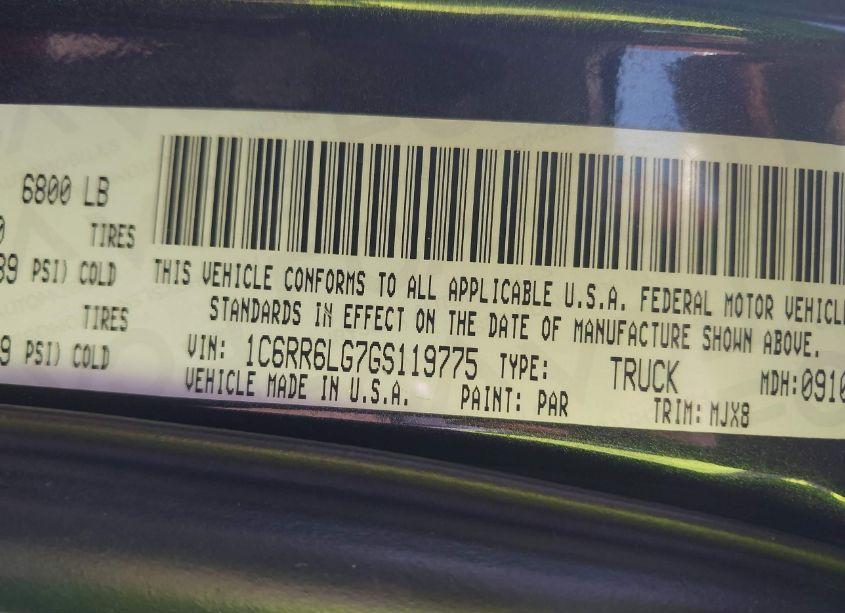 6800 LB
TIRES
39 PSI) COLD
TIRES
9 PSI) COLD
THIS VEHICLE CONFORMS TO ALL APPLICABLE U.S.A. FEDERAL MOTOR VEHICLE
STANDARDS IN EFFECT ON THE DATE OF MANUFACTURE SHOWN ABOVE.
VIN: 1C6RR6LG7GS119775 TYPE: TRUCK MDH:0910
VEHICLE MADE IN U.S.A. PAINT: PAR TRIM: MJX8